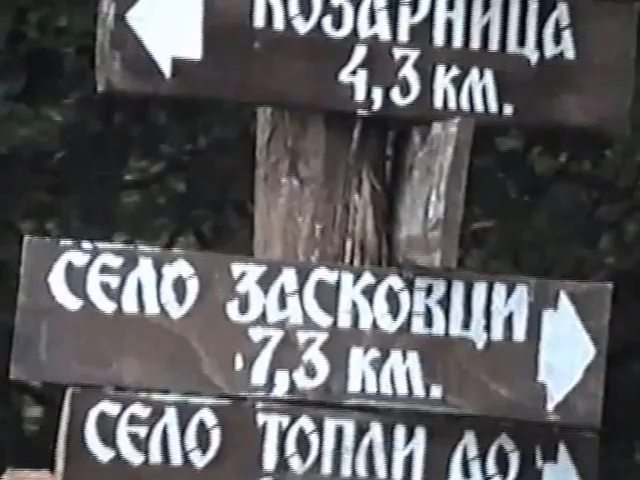 КОЗАРНИЦА
4,3 КМ.
СЕЛО ЗАСКОВЦИ
7,3 КМ.
СЕЛО ТОПЛИ ДО